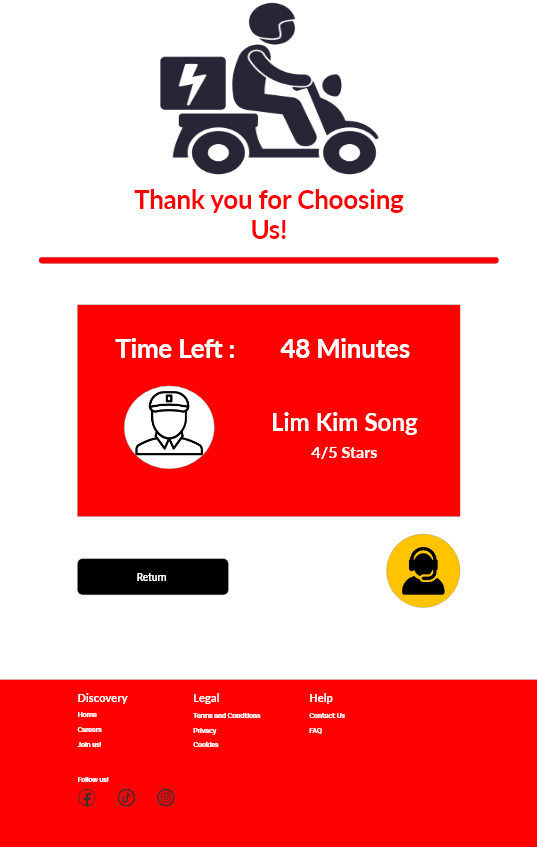 Thank you for Choosing
Us!
Time Left : 48 Minutes
Lim Kim Song
4/5 Stars
Return
Discovery
Home
Careers
Join us!
Legal
Terms and Condtions
Privacy
Cookies
Help
Contact Us
FAQ
Follow us!